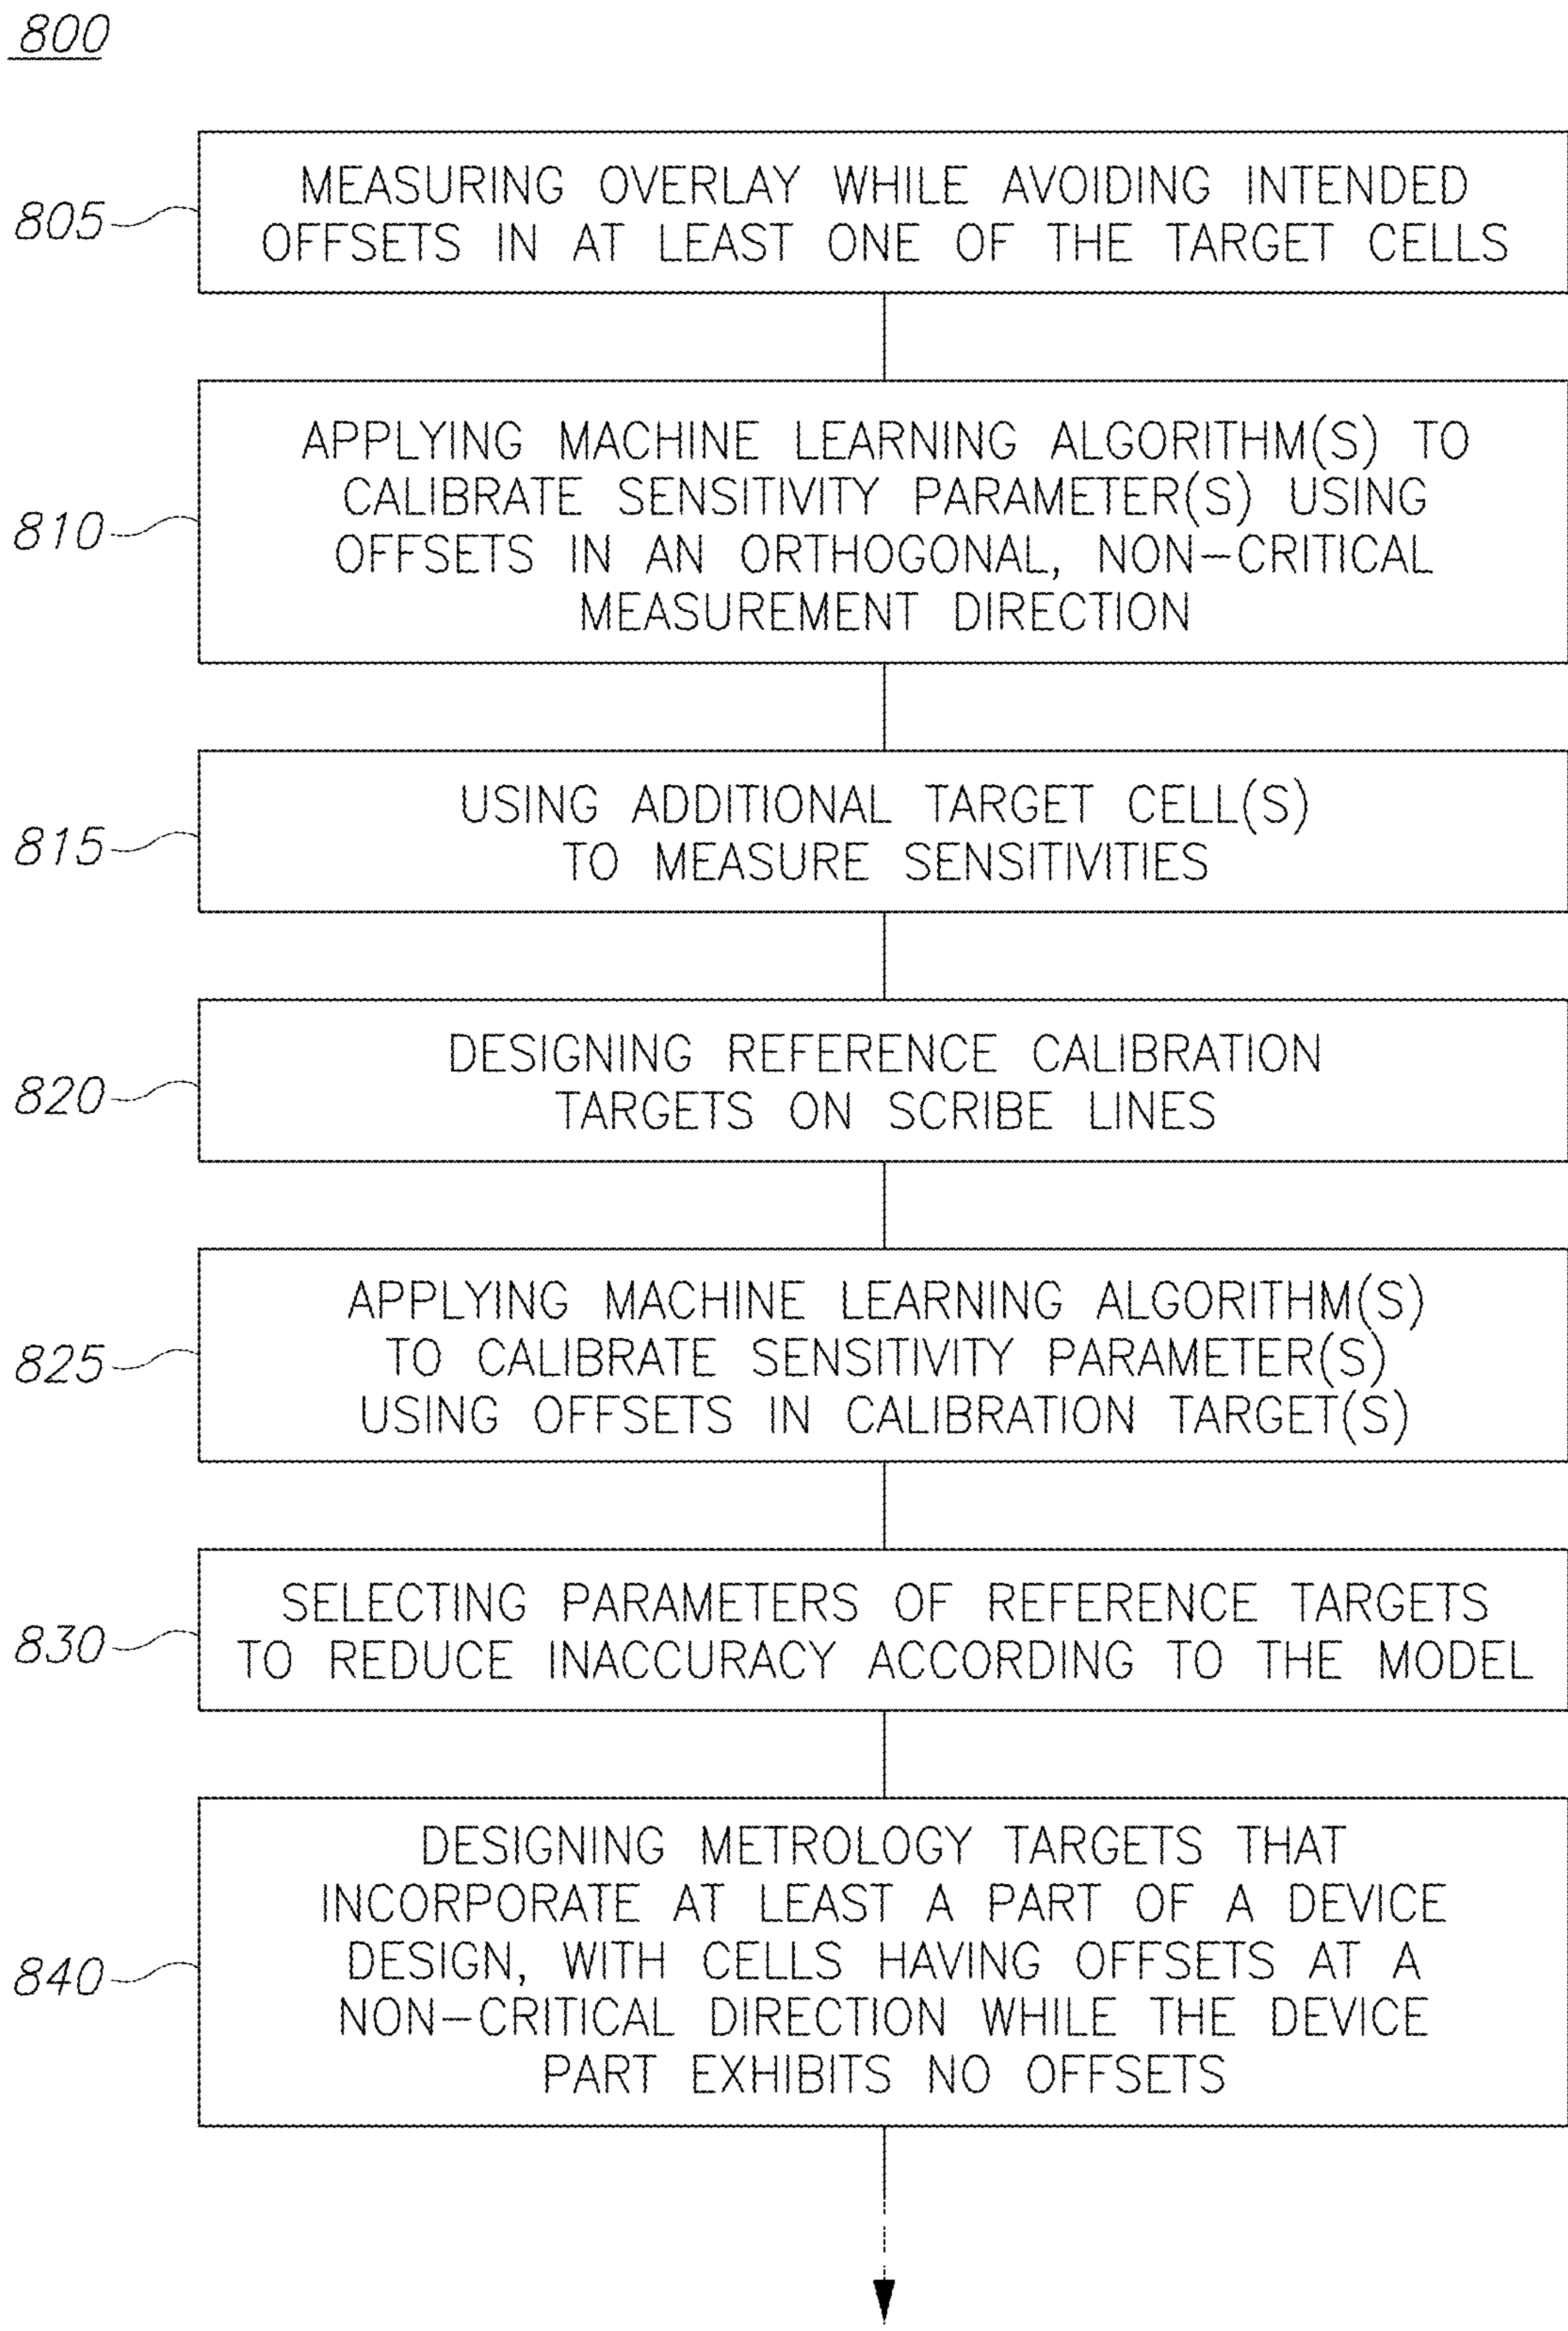 800
805
MEASURING OVERLAY WHILE AVOIDING INTENDED
OFFSETS IN AT LEAST ONE OF THE TARGET CELLS
810
APPLYING MACHINE LEARNING ALGORITHM(S) TO
CALIBRATE SENSITIVITY PARAMETER(S) USING
OFFSETS IN AN ORTHOGONAL, NON-CRITICAL
MEASUREMENT DIRECTION
815
USING ADDITIONAL TARGET CELL(S)
TO MEASURE SENSITIVITIES
820
DESIGNING REFERENCE CALIBRATION
TARGETS ON SCRIBE LINES
825
APPLYING MACHINE LEARNING ALGORITHM(S)
TO CALIBRATE SENSITIVITY PARAMETER(S)
USING OFFSETS IN CALIBRATION TARGET(S)
830
SELECTING PARAMETERS OF REFERENCE TARGETS
TO REDUCE INACCURACY ACCORDING TO THE MODEL
840
DESIGNING METROLOGY TARGETS THAT
INCORPORATE AT LEAST A PART OF A DEVICE
DESIGN, WITH CELLS HAVING OFFSETS AT A
NON-CRITICAL DIRECTION WHILE THE DEVICE
PART EXHIBITS NO OFFSETS